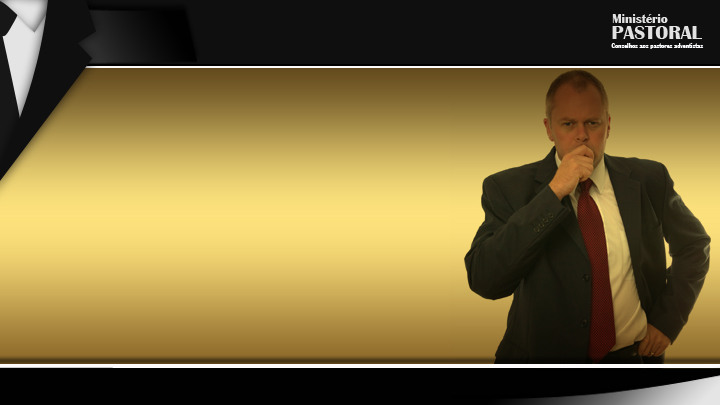 Ministério
PASTORAL
Conselhos aos pastores adventistas